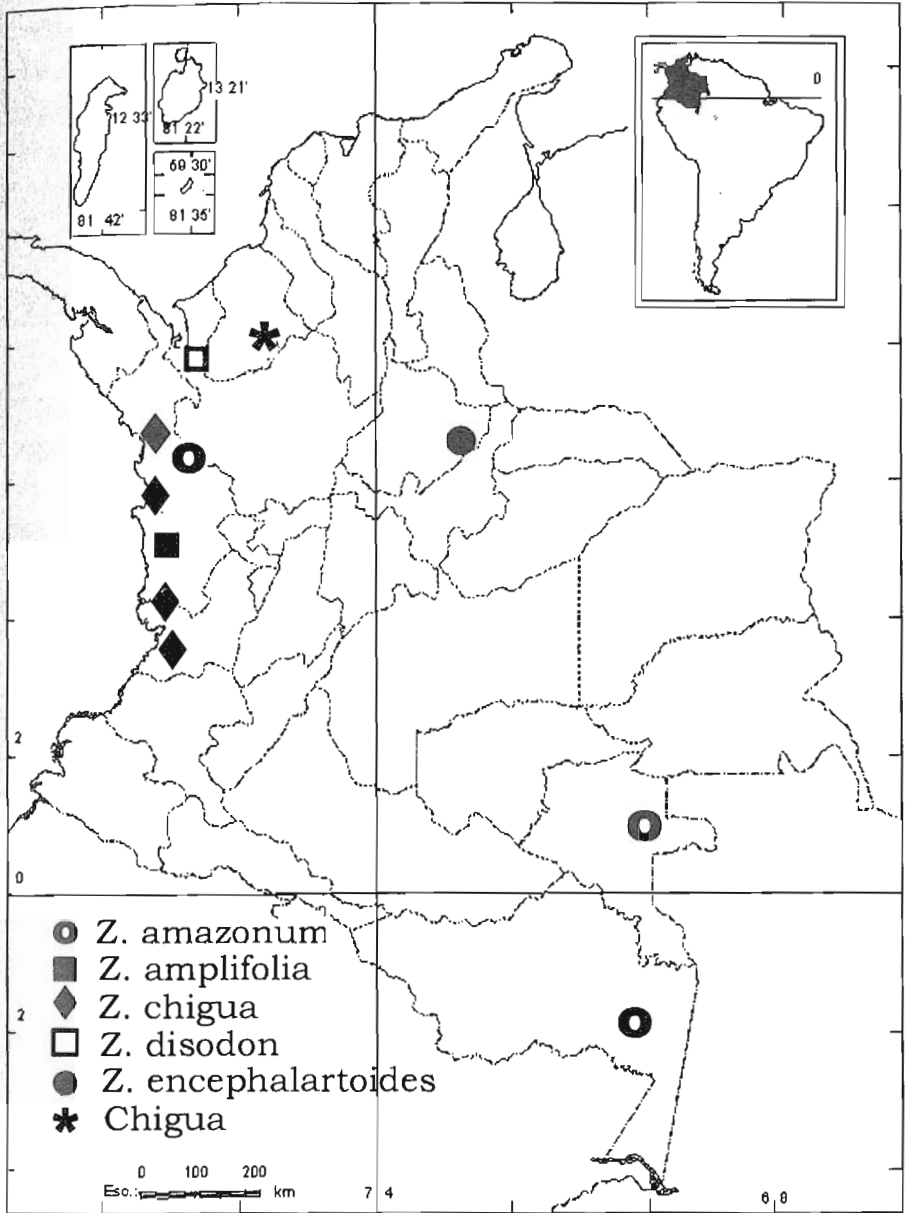 13 21'
12 33'
81 22'
69 30'
81 42'
81 35'
0
2
0
Z. amazonum
Z. amplifolia
Z. chigua
2
Z. disodon
Z. encephalartoides
* Chigua
0 100 200
Esc.: km
7 4
6 8